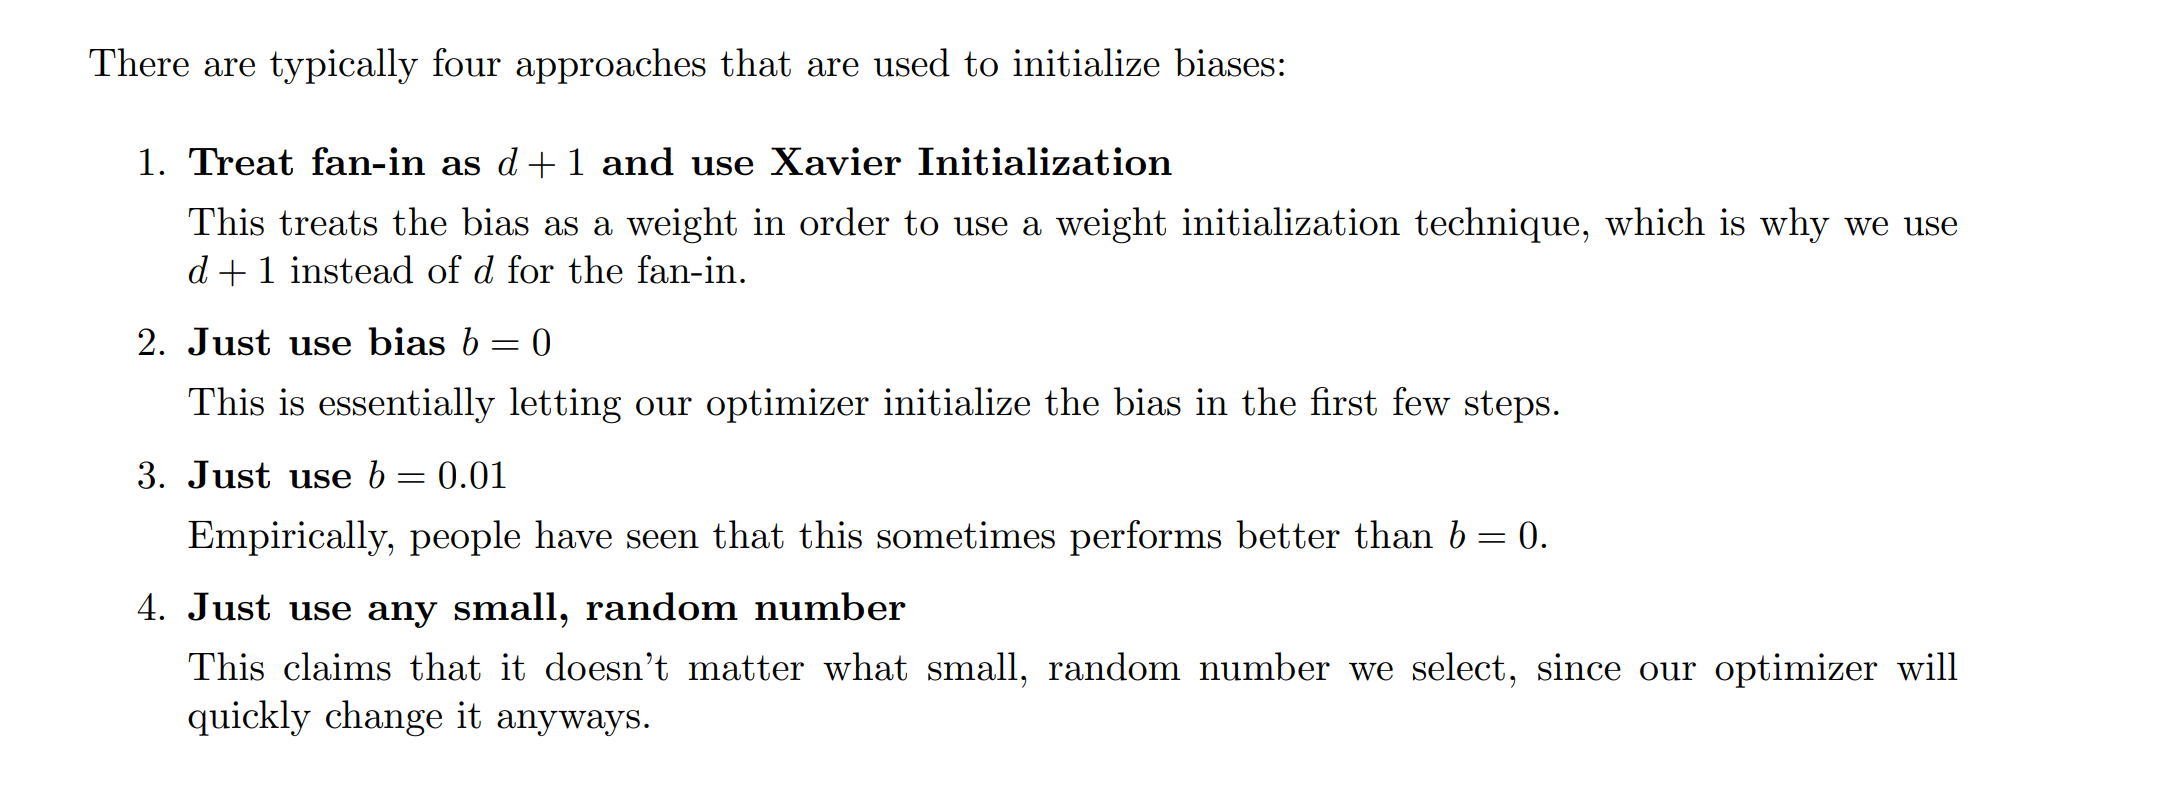 There are typically four approaches that are used to initialize biases:
1. Treat fan-in as d + 1 and use Xavier Initialization
This treats the bias as a weight in order to use a weight initialization technique, which is why we use
d + 1 instead of d for the fan-in.
2. Just use bias b = 0
This is essentially letting our optimizer initialize the bias in the first few steps.
3. Just use b = 0.01
Empirically, people have seen that this sometimes performs better than b = 0.
4. Just use any small, random number
This claims that it doesn't matter what small, random number we select, since our optimizer will
quickly change it anyways.